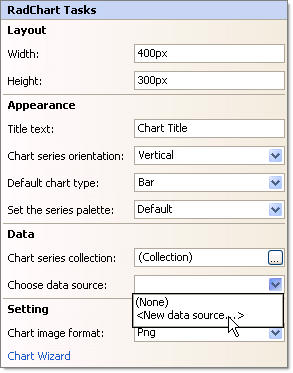 RadChart Tasks
Layout
Width: 400px
Height: 300px
Appearance
Title text: Chart Title
Chart series orientation: Vertical
Default chart type: Bar
Set the series palette: Default
Data
Chart series collection: (Collection) ...
Choose data source:
(None)
<New data source...>
Setting
Chart image format: Png
Chart Wizard